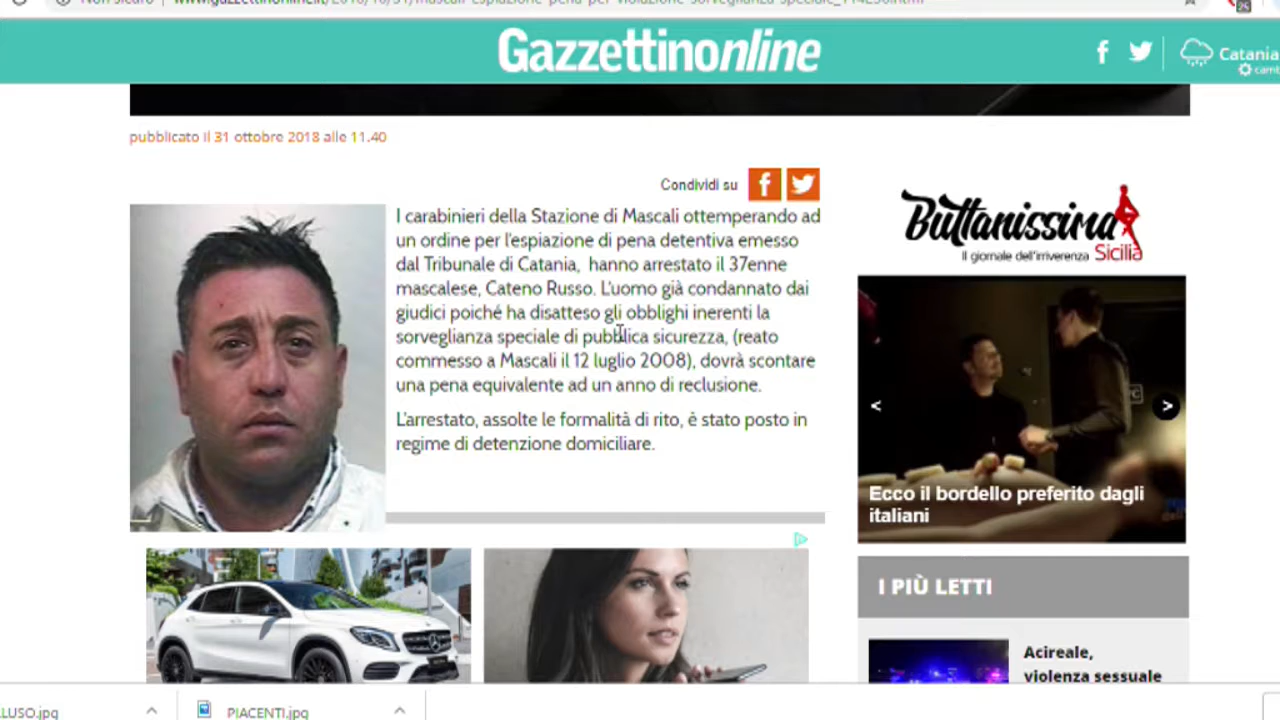 Gazzettinonline
Catania
pubblicato il 31 ottobre 2018 alle 11.40
Condividi su
I carabinieri della Stazione di Mascali ottemperando ad
un ordine per l'espiazione di pena detentiva emesso
dal Tribunale di Catania, hanno arrestato il 37enne
mascalese, Cateno Russo. L'uomo già condannato dai
giudici poiché ha disatteso gli obblighi inerenti la
sorveglianza speciale di pubblica sicurezza, (reato
commesso a Mascali il 12 luglio 2008), dovrà scontare
una pena equivalente ad un anno di reclusione.
L'arrestato, assolte le formalità di rito, è stato posto in
regime di detenzione domiciliare.
Buttanissima
Sicilia
Il giornale dell'irriverenza
Ecco il bordello preferito dagli
italiani
I PIÙ LETTI
Acireale,
violenza sessuale
LUSO.jpg
PIACENTI.jpg